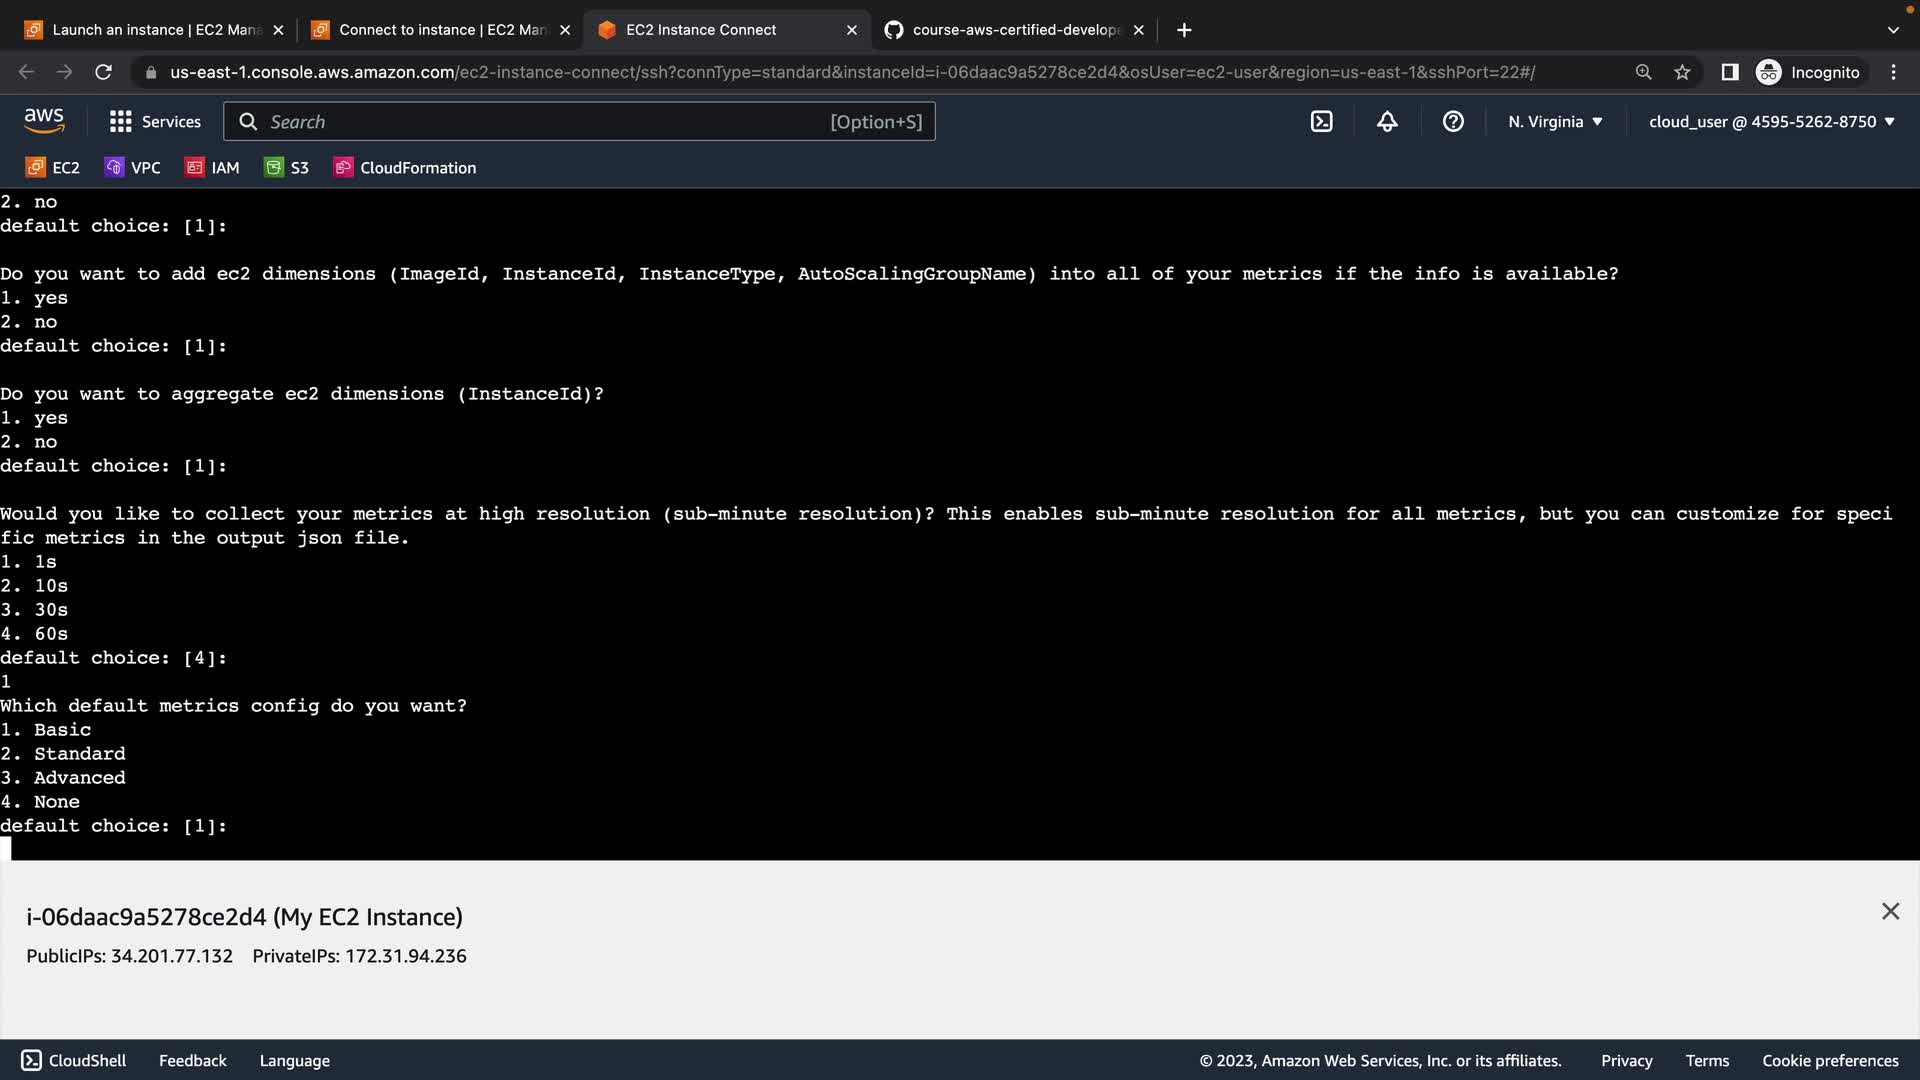 Launch an instance | EC2 Mana
Connect to instance | EC2 Man
EC2 Instance Connect
course-aws-certified-develope
us-east-1.console.aws.amazon.com/ec2-instance-connect/ssh?connType=standard&instanceId=i-06daac9a5278ce2d4&osUser=ec2-user&region=us-east-1&sshPort=22#/
Incognito
aws
Services
Search
[Option+S]
N. Virginia
cloud_user @ 4595-5262-8750
EC2
VPC
IAM
S3
CloudFormation
2. no
default choice: [1]:
Do you want to add ec2 dimensions (ImageId, InstanceId, InstanceType, AutoScalingGroupName) into all of your metrics if the info is available?
1. yes
2. no
default choice: [1]:
Do you want to aggregate ec2 dimensions (InstanceId)?
1. yes
2. no
default choice: [1]:
Would you like to collect your metrics at high resolution (sub-minute resolution)? This enables sub-minute resolution for all metrics, but you can customize for speci
fic metrics in the output json file.
1. 1s
2. 10s
3. 30s
4. 60s
default choice: [4]:
1
Which default metrics config do you want?
1. Basic
2. Standard
3. Advanced
4. None
default choice: [1]:
i-06daac9a5278ce2d4 (My EC2 Instance)
PublicIPs: 34.201.77.132 PrivateIPs: 172.31.94.236
CloudShell
Feedback
Language
© 2023, Amazon Web Services, Inc. or its affiliates.
Privacy
Terms
Cookie preferences